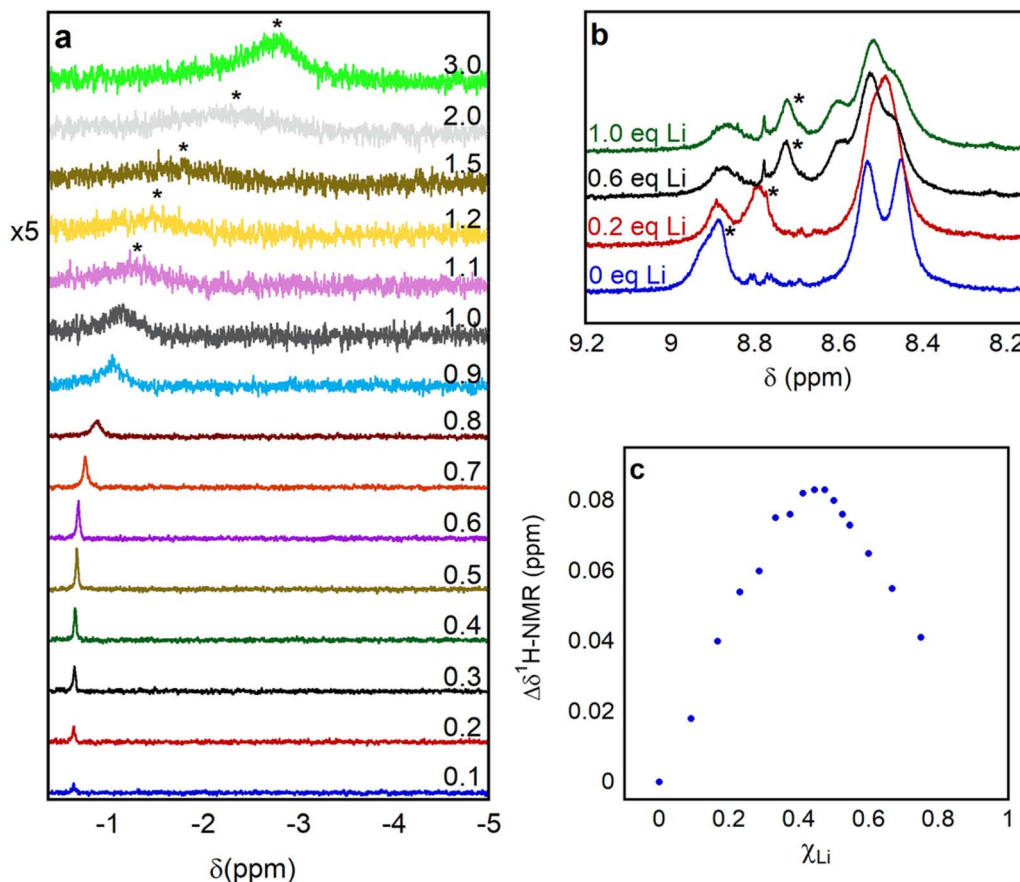 a
*
3.0
*
2.0
*
1.5
*
1.2
x5
*
1.1
1.0
0.9
0.8
0.7
0.6
0.5
0.4
0.3
0.2
0.1
-1 -2 -3 -4 -5
δ(ppm)
b
*
1.0 eq Li
*
0.6 eq Li
*
0.2 eq Li
*
0 eq Li
9.2 9 8.8 8.6 8.4 8.2
δ (ppm)
c
0.08
0.06
0.04
0.02
0
Δδ¹H-NMR (ppm)
0 0.2 0.4 0.6 0.8 1
χLi